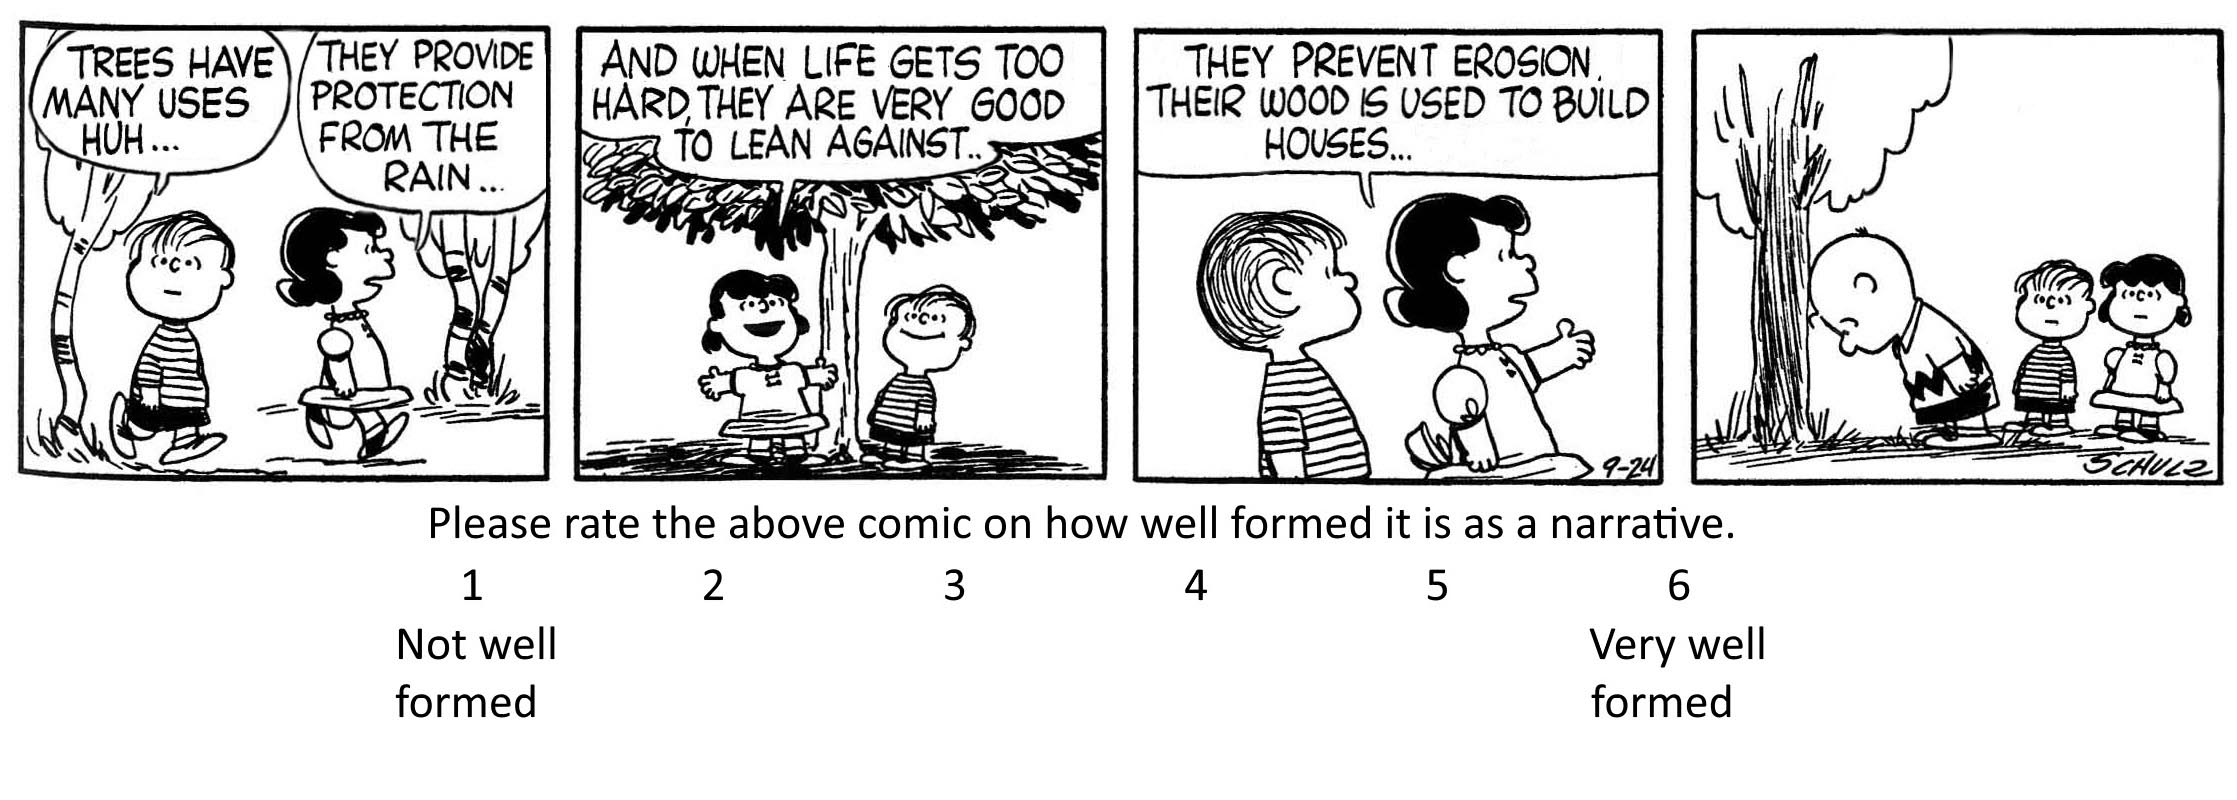 TREES HAVE
MANY USES
HUH...
THEY PROVIDE
PROTECTION
FROM THE
RAIN...
AND WHEN LIFE GETS TOO
HARD, THEY ARE VERY GOOD
TO LEAN AGAINST..
THEY PREVENT EROSION.
THEIR WOOD IS USED TO BUILD
HOUSES...
9-24
SCHULZ
Please rate the above comic on how well formed it is as a narrative.
1 2 3 4 5 6
Not well
formed
Very well
formed